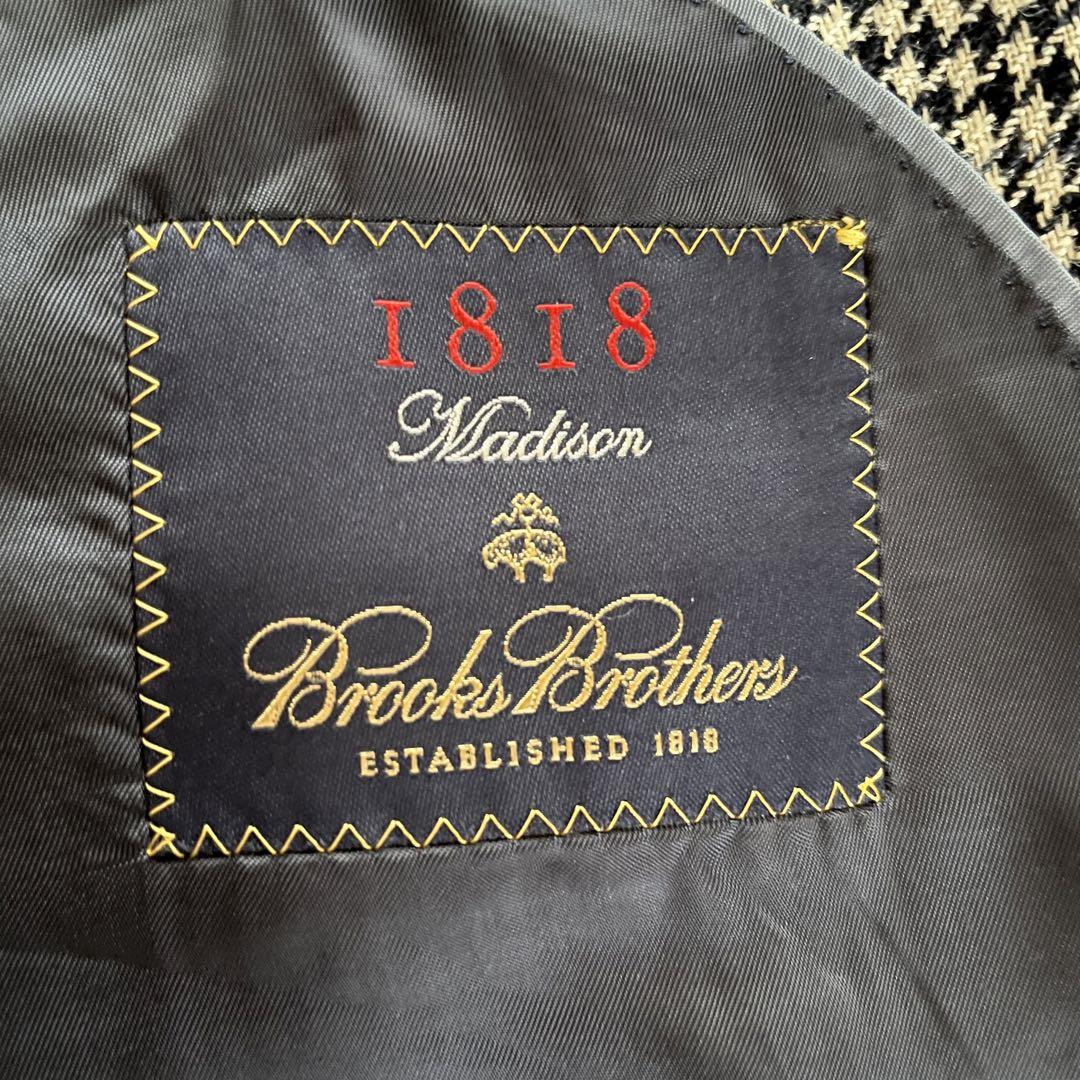 1818
Madison
Brooks Brothers
ESTABLISHED 1818